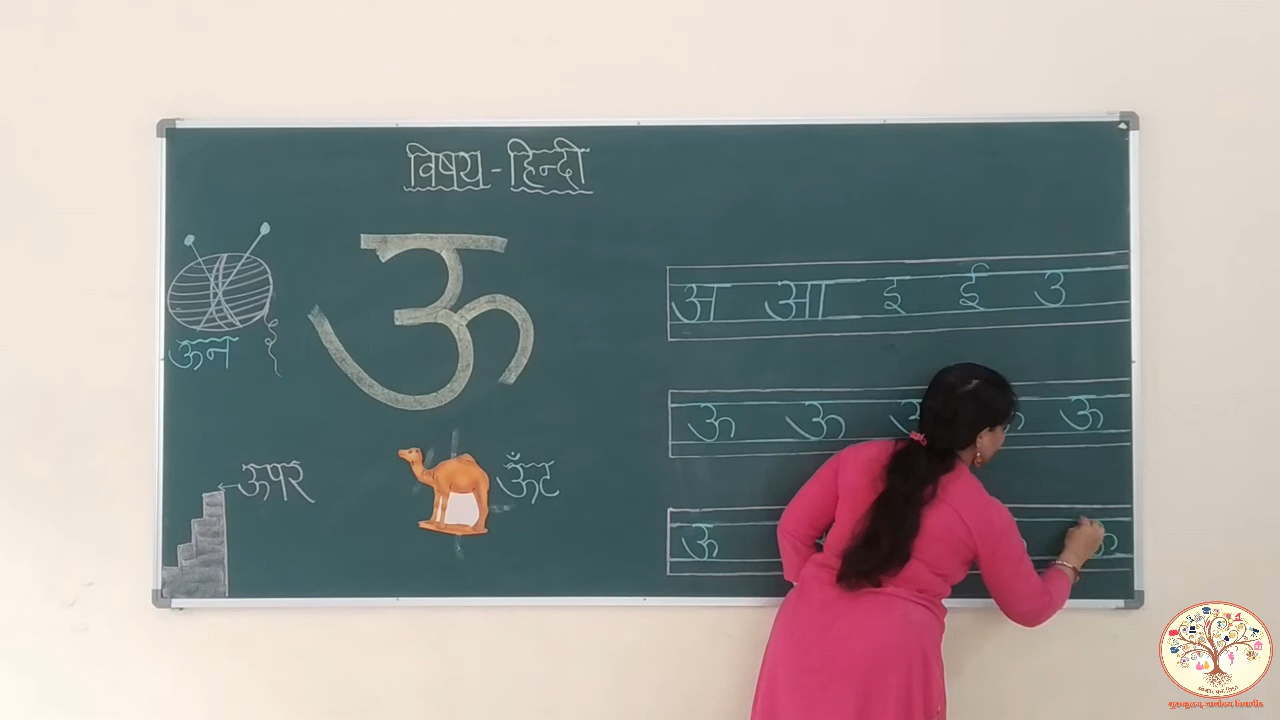 विषय - हिन्दी
ऊ
ऊन
ऊपर
ऊँट
अ आ इ ई उ
ऊ ऊ ऊ
ऊ ऊ